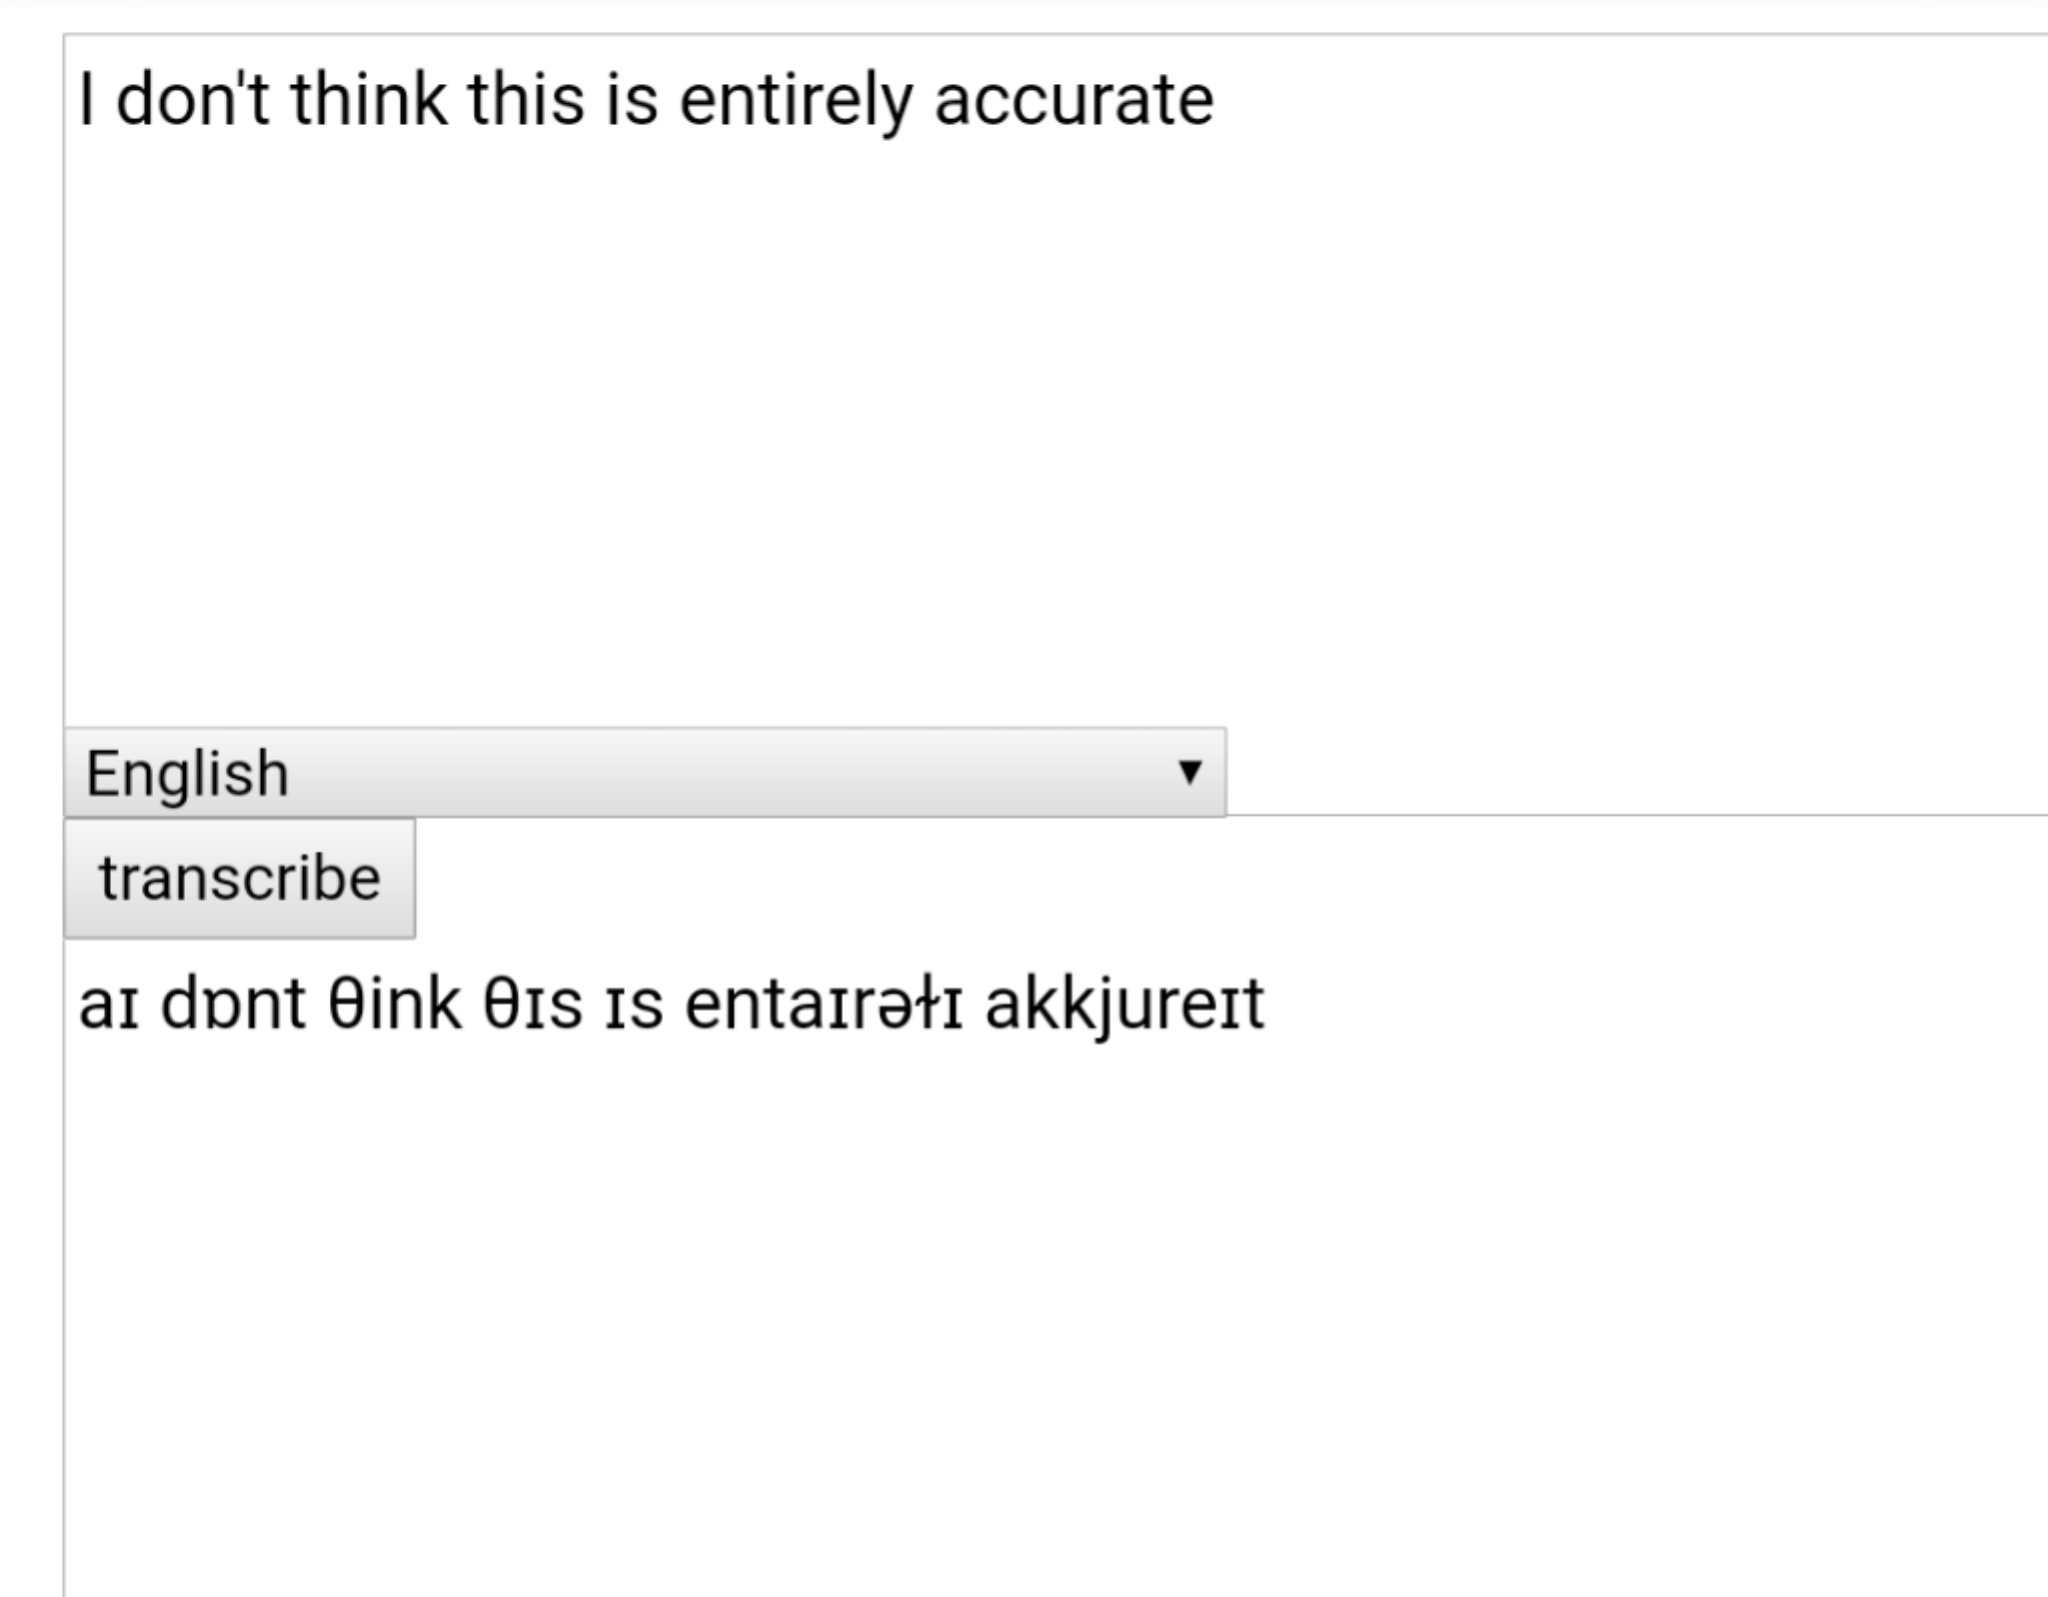 I don't think this is entirely accurate
English ▼
transcribe
aɪ dɒnt θink θɪs ɪs entaɪrəɫɪ akkjureɪt